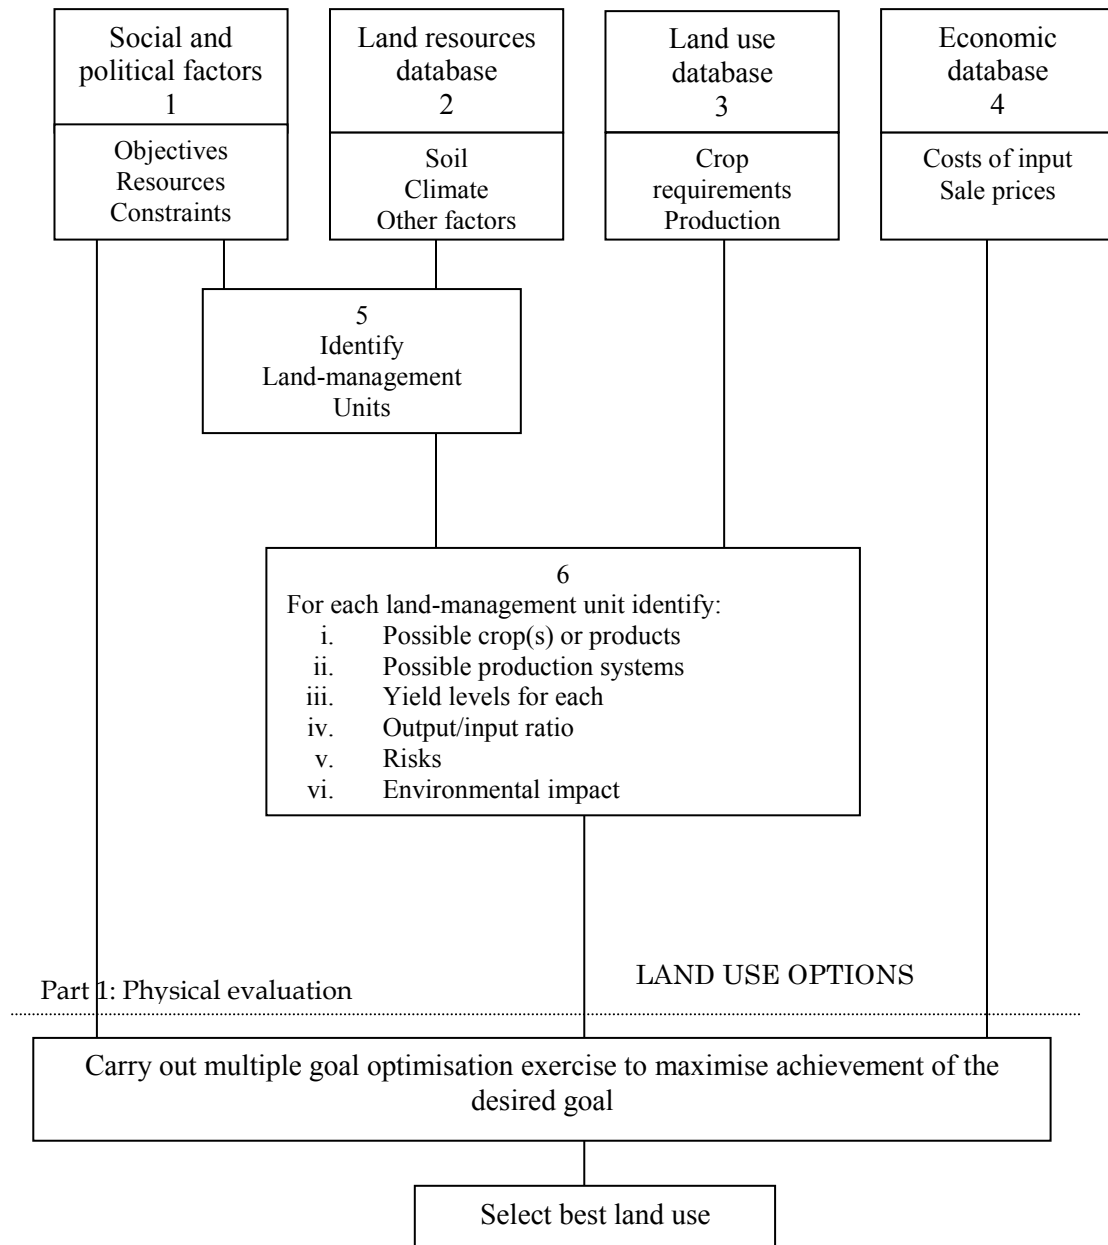 Social and
political factors
1
Objectives
Resources
Constraints
Land resources
database
2
Soil
Climate
Other factors
Land use
database
3
Crop
requirements
Production
Economic
database
4
Costs of input
Sale prices
5
Identify
Land-management
Units
6
For each land-management unit identify:
i. Possible crop(s) or products
ii. Possible production systems
iii. Yield levels for each
iv. Output/input ratio
v. Risks
vi. Environmental impact
LAND USE OPTIONS
Part 1: Physical evaluation
Carry out multiple goal optimisation exercise to maximise achievement of the
desired goal
Select best land use